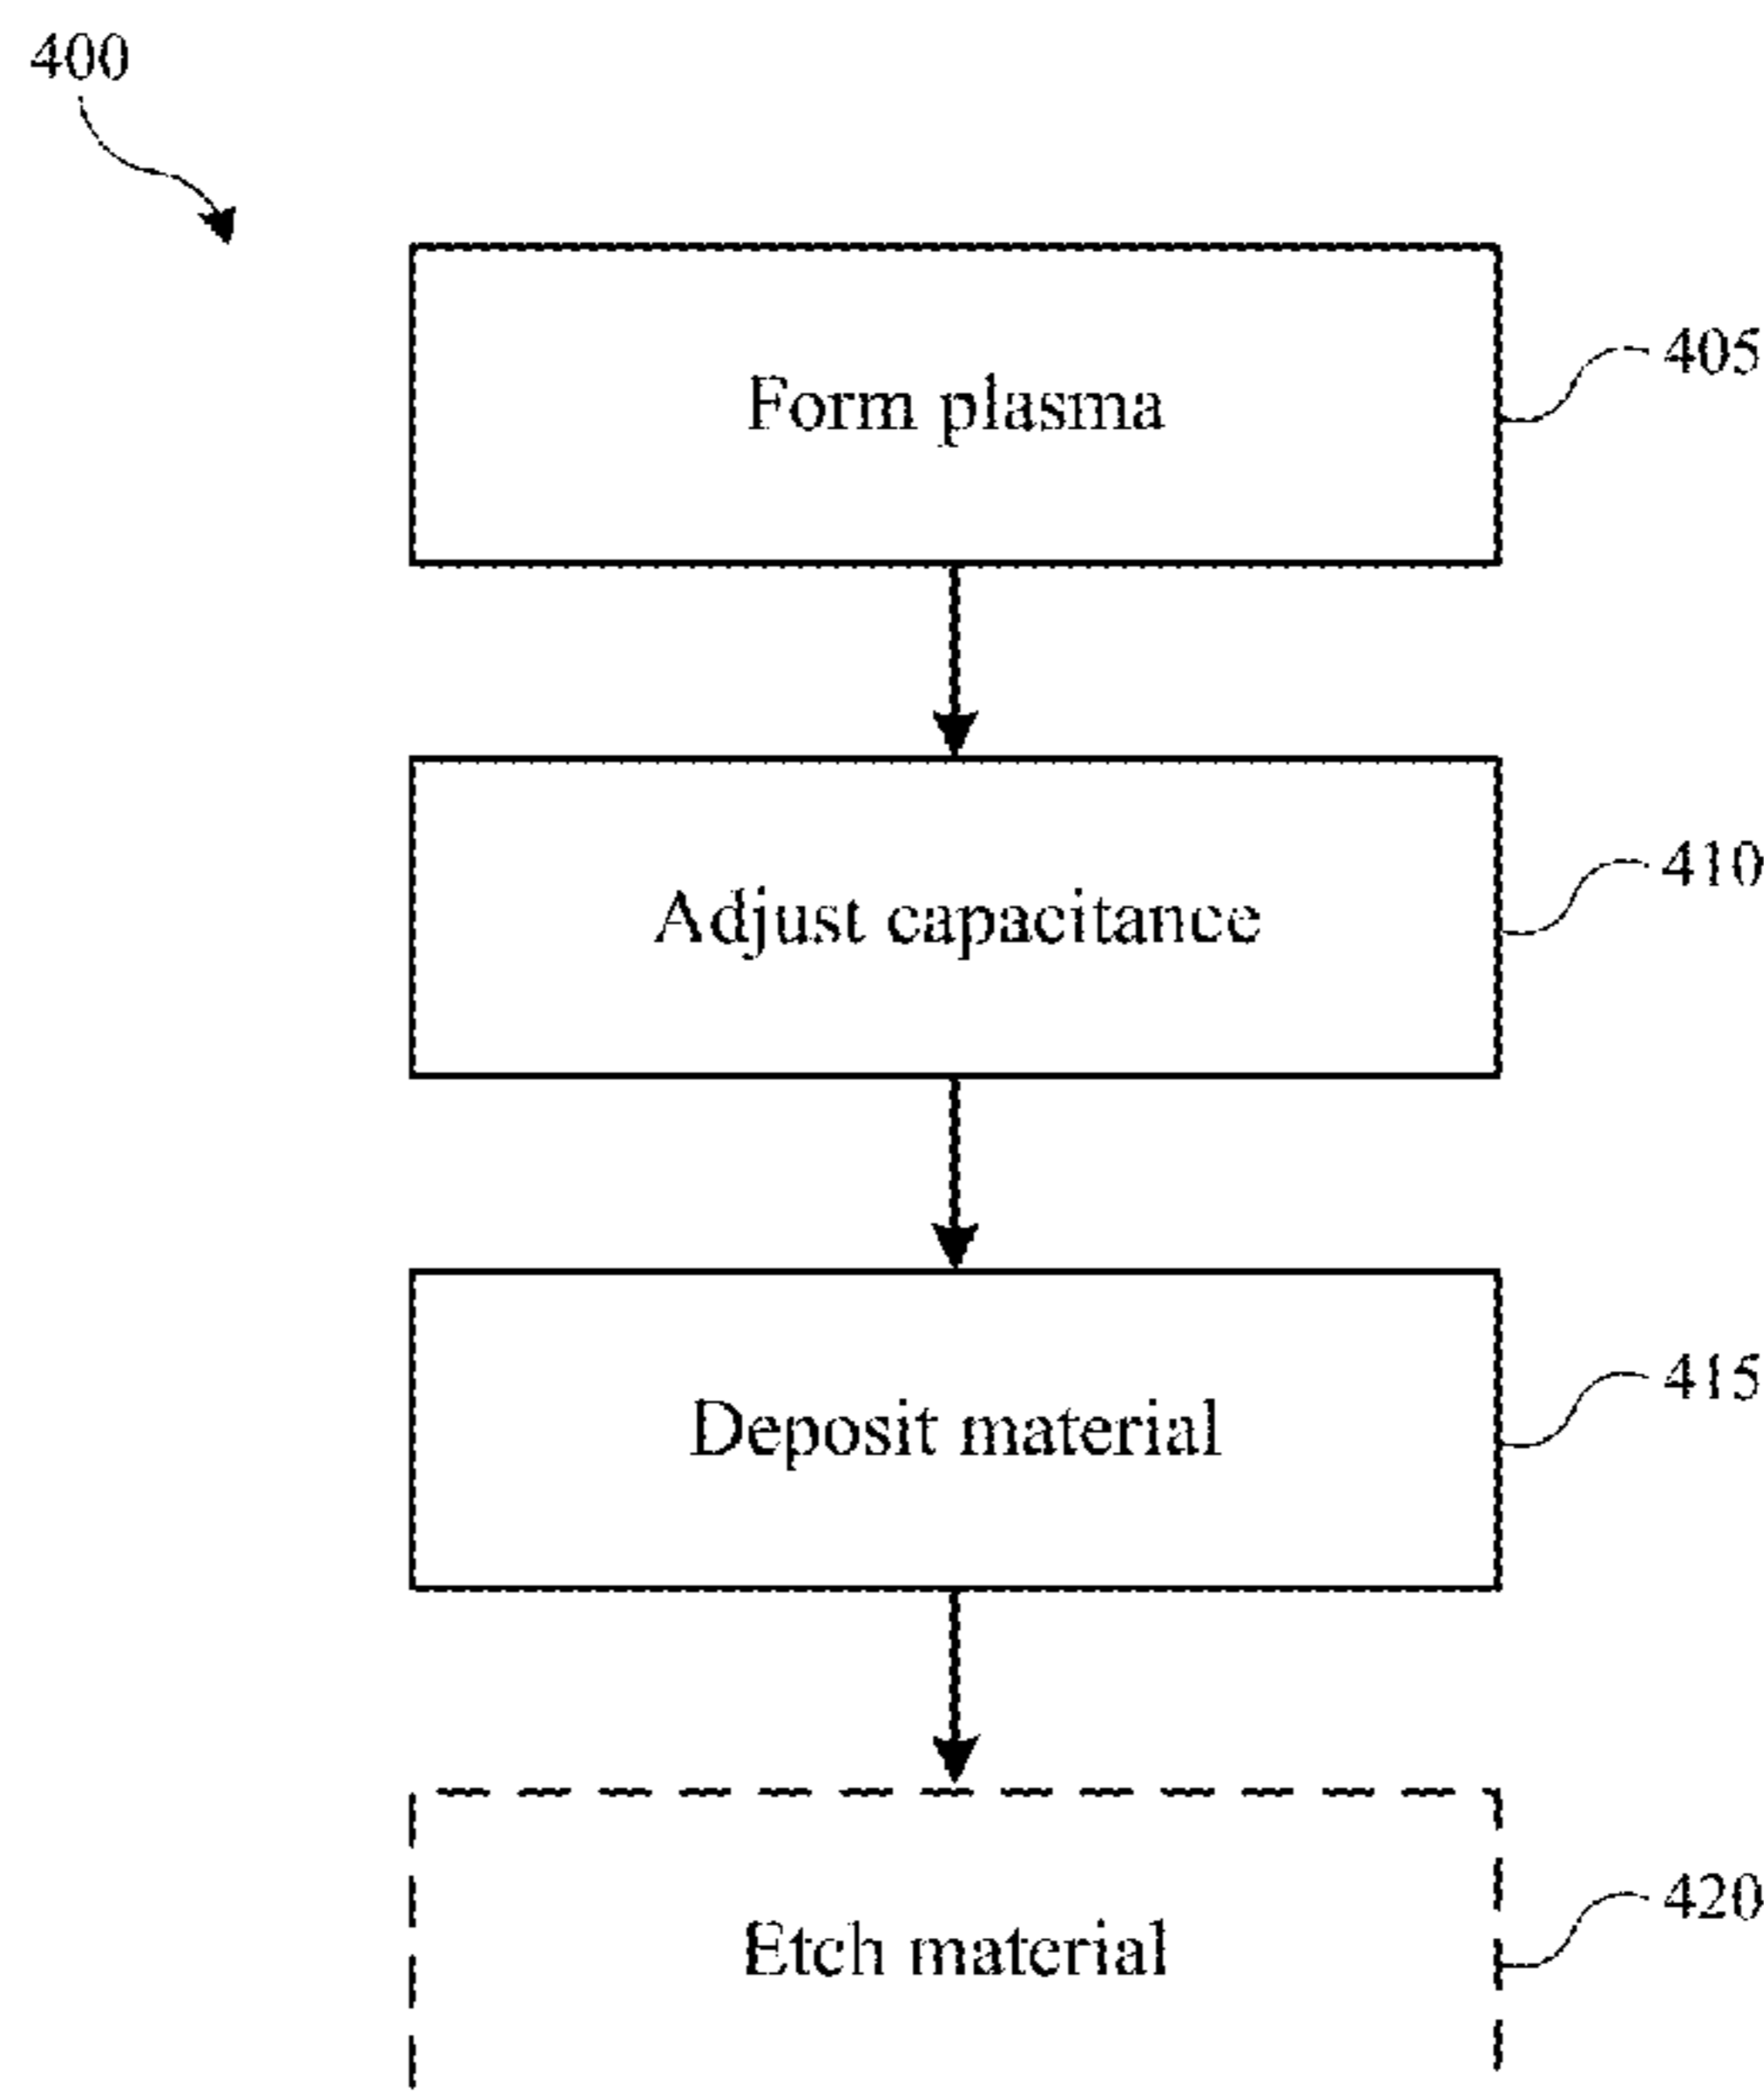 400
Form plasma
405
Adjust capacitance
410
Deposit material
415
Etch material
420